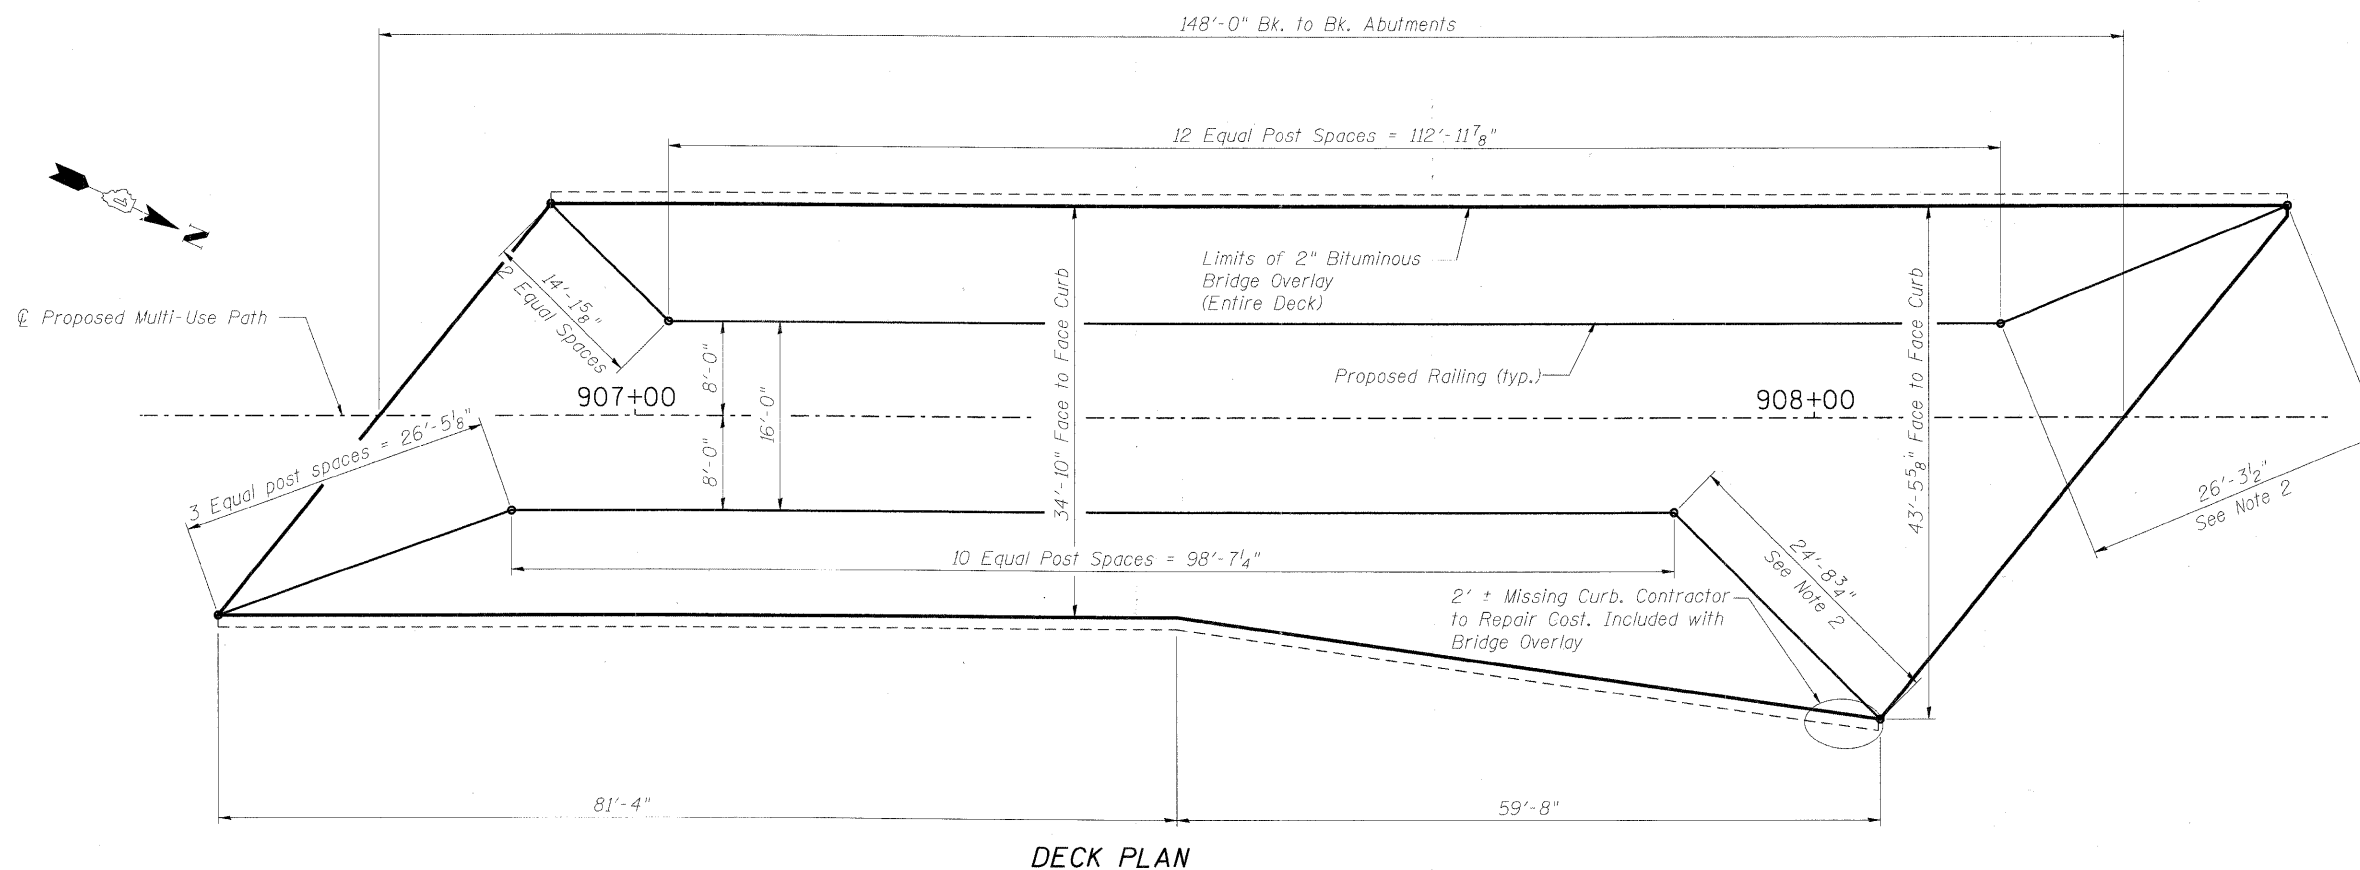 148'-0" Bk. to Bk. Abutments
12 Equal Post Spaces = 112'-11 7/8"
N
14'-1 5/8"
2 Equal Spaces
Limits of 2" Bituminous
Bridge Overlay
(Entire Deck)
34'-10" Face to Face Curb
43'-5 5/8" Face to Face Curb
℄ Proposed Multi-Use Path
907+00
8'-0"
8'-0"
16'-0"
Proposed Railing (typ.)
908+00
3 Equal post spaces = 26'-5 1/8"
26'-3 1/2"
See Note 2
10 Equal Post Spaces = 98'-7 1/4"
24'-8 3/4"
See Note 2
2' ± Missing Curb. Contractor
to Repair Cost. Included with
Bridge Overlay
81'-4"
59'-8"
DECK PLAN